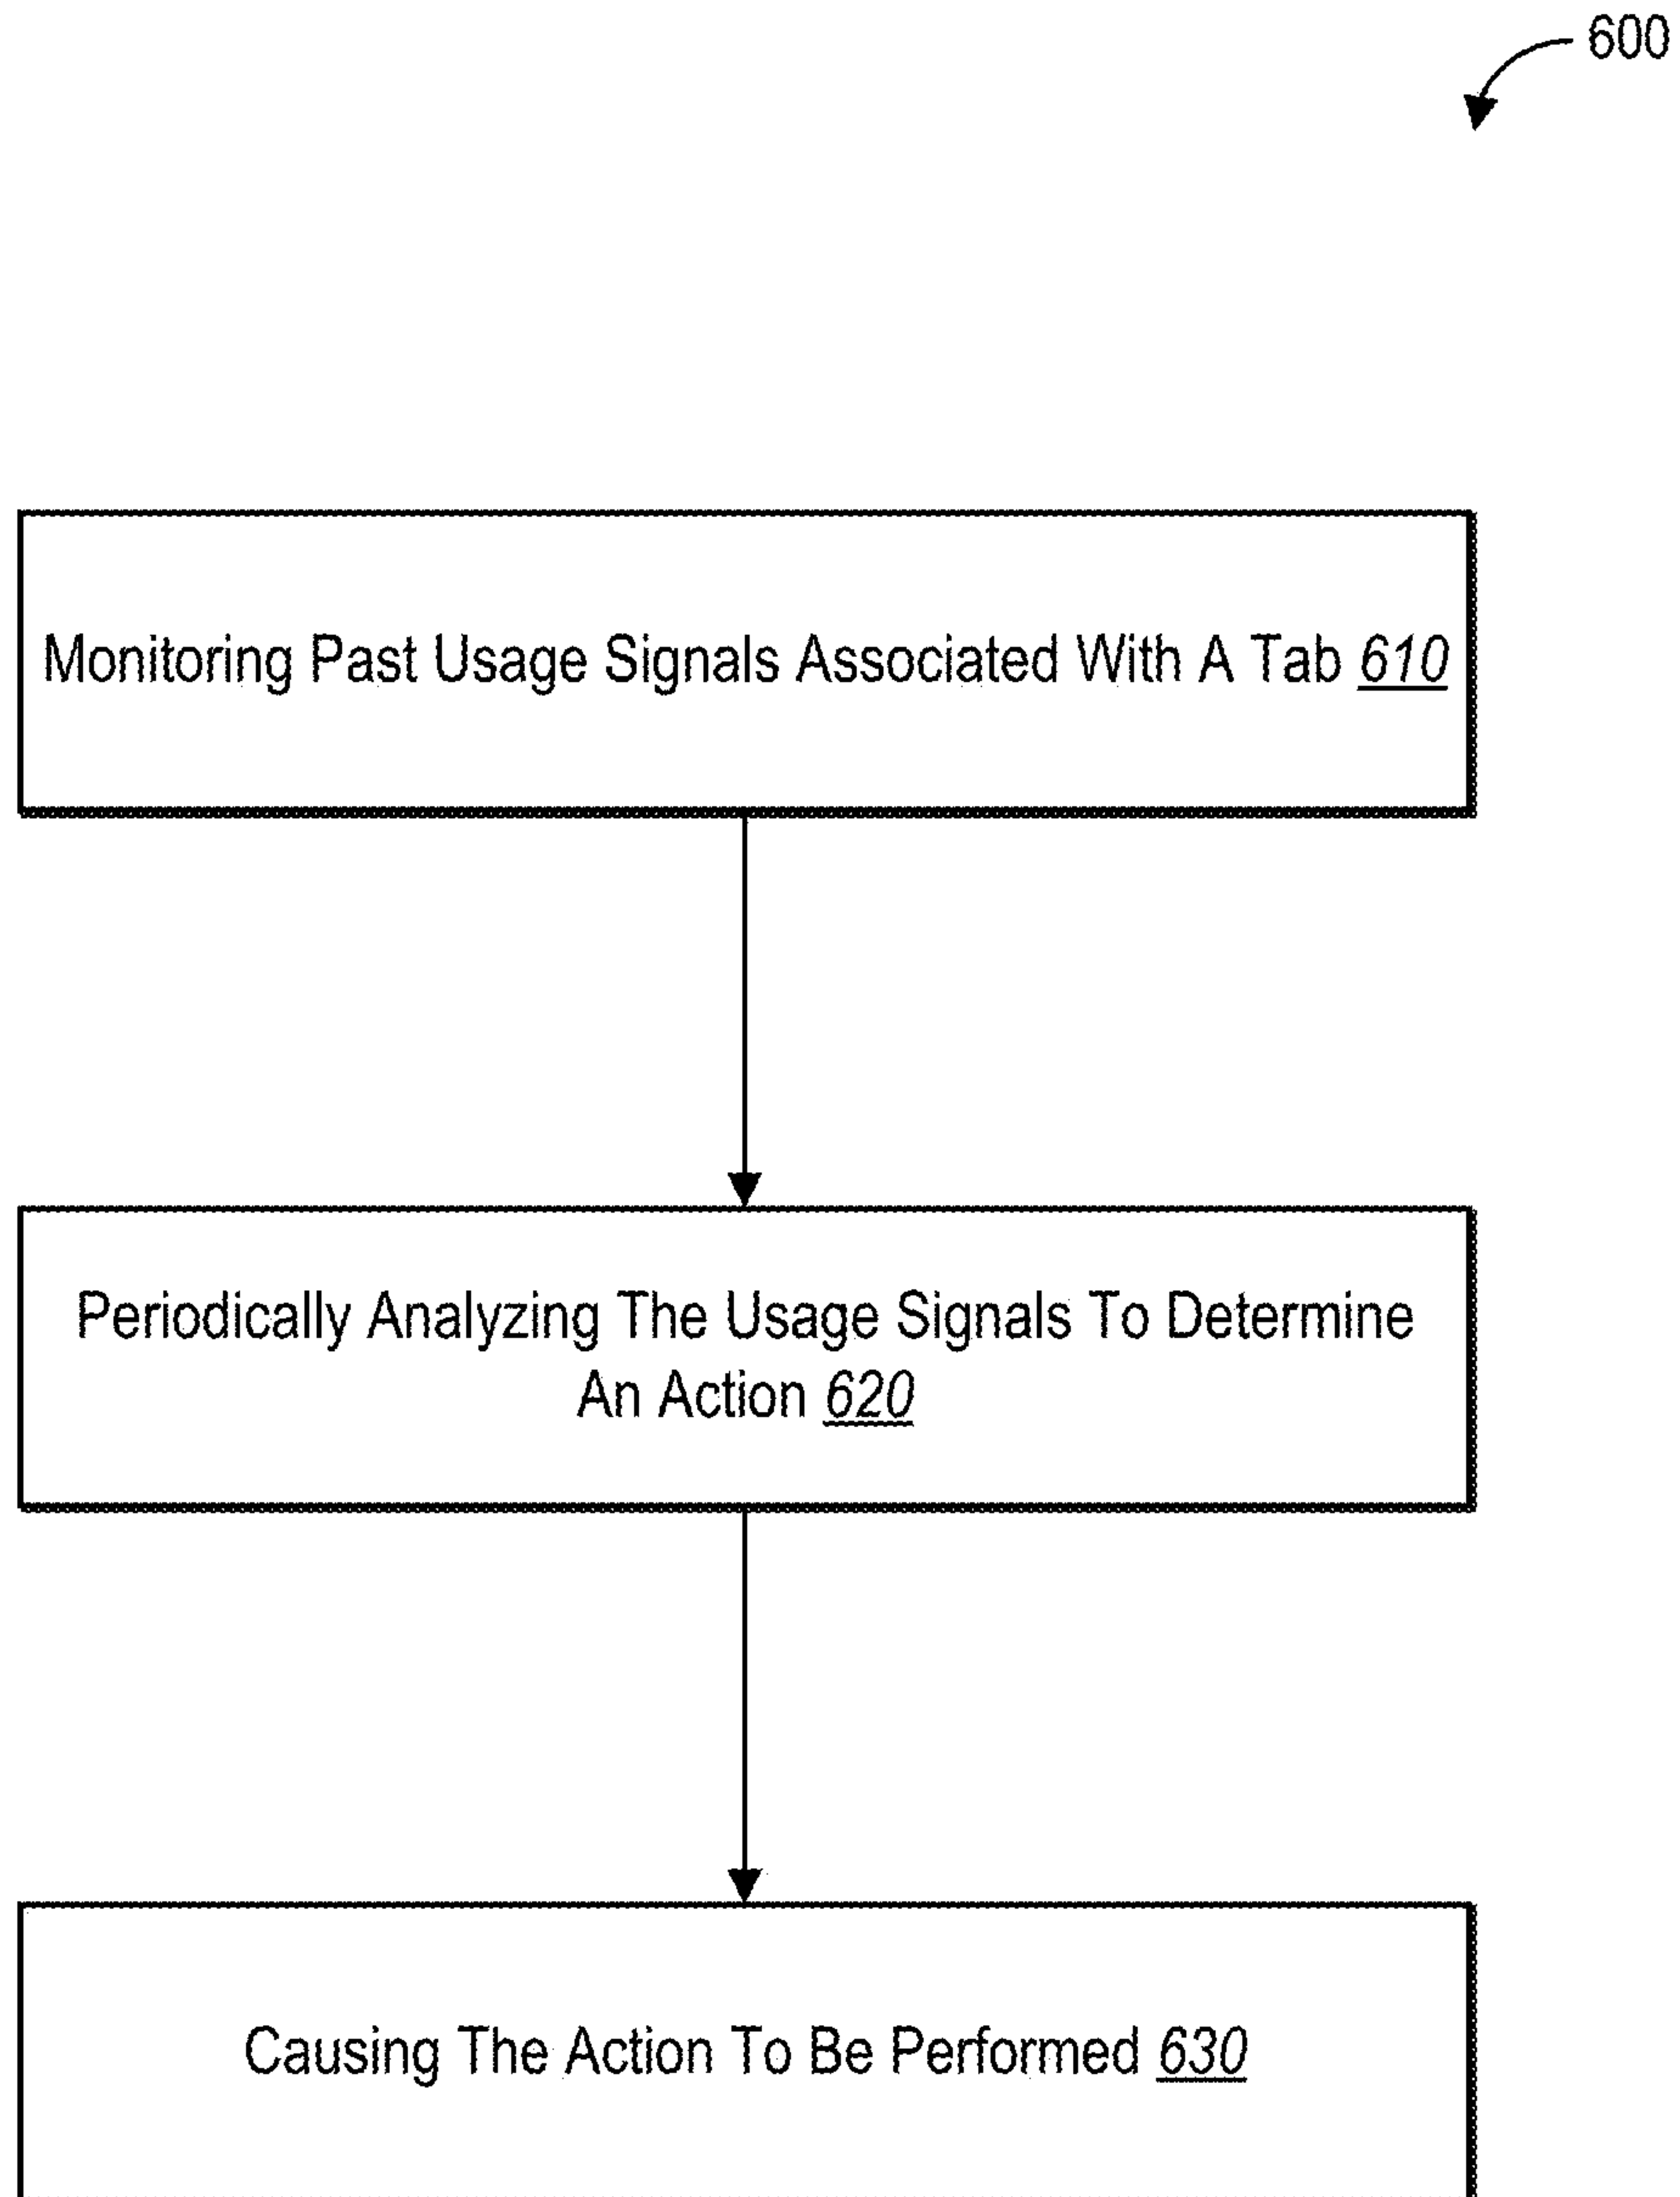 600
Monitoring Past Usage Signals Associated With A Tab 610
Periodically Analyzing The Usage Signals To Determine
An Action 620
Causing The Action To Be Performed 630